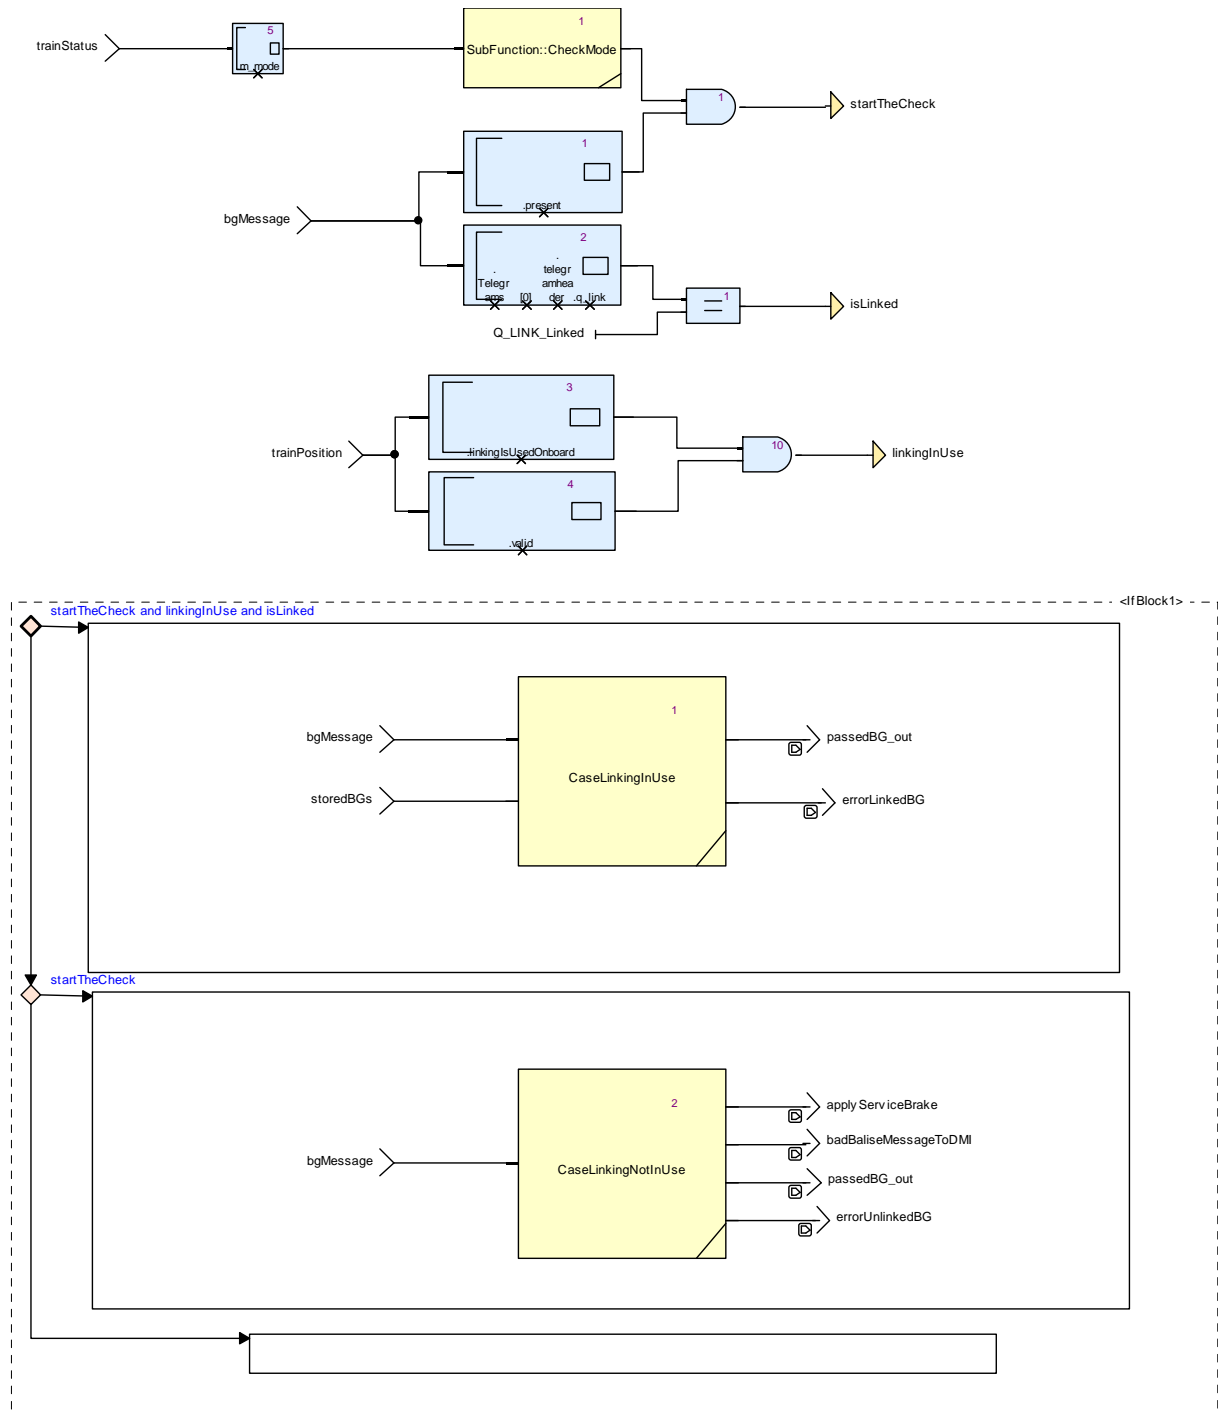 trainStatus
5
.m_mode
1
SubFunction::CheckMode
1
startTheCheck
1
.present
bgMessage
2
.
Telegr
ams
[0]
.
telegr
amhea
der
.q_link
1
isLinked
Q_LINK_Linked
3
.linkingIsUsedOnboard
trainPosition
10
linkingInUse
4
.valid
<IfBlock1>
startTheCheck and linkingInUse and isLinked
1
bgMessage
passedBG_out
CaseLinkingInUse
storedBGs
errorLinkedBG
startTheCheck
2
applyServiceBrake
badBaliseMessageToDMI
bgMessage
CaseLinkingNotInUse
passedBG_out
errorUnlinkedBG